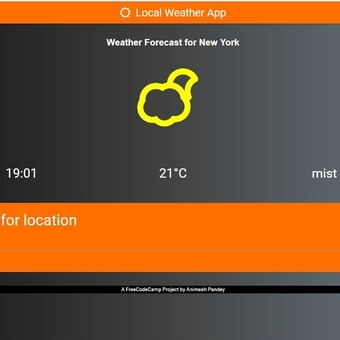 Local Weather App
Weather Forecast for New York
19:01 21°C mist
for location
A FreeCodeCamp Project by Animesh Pandey